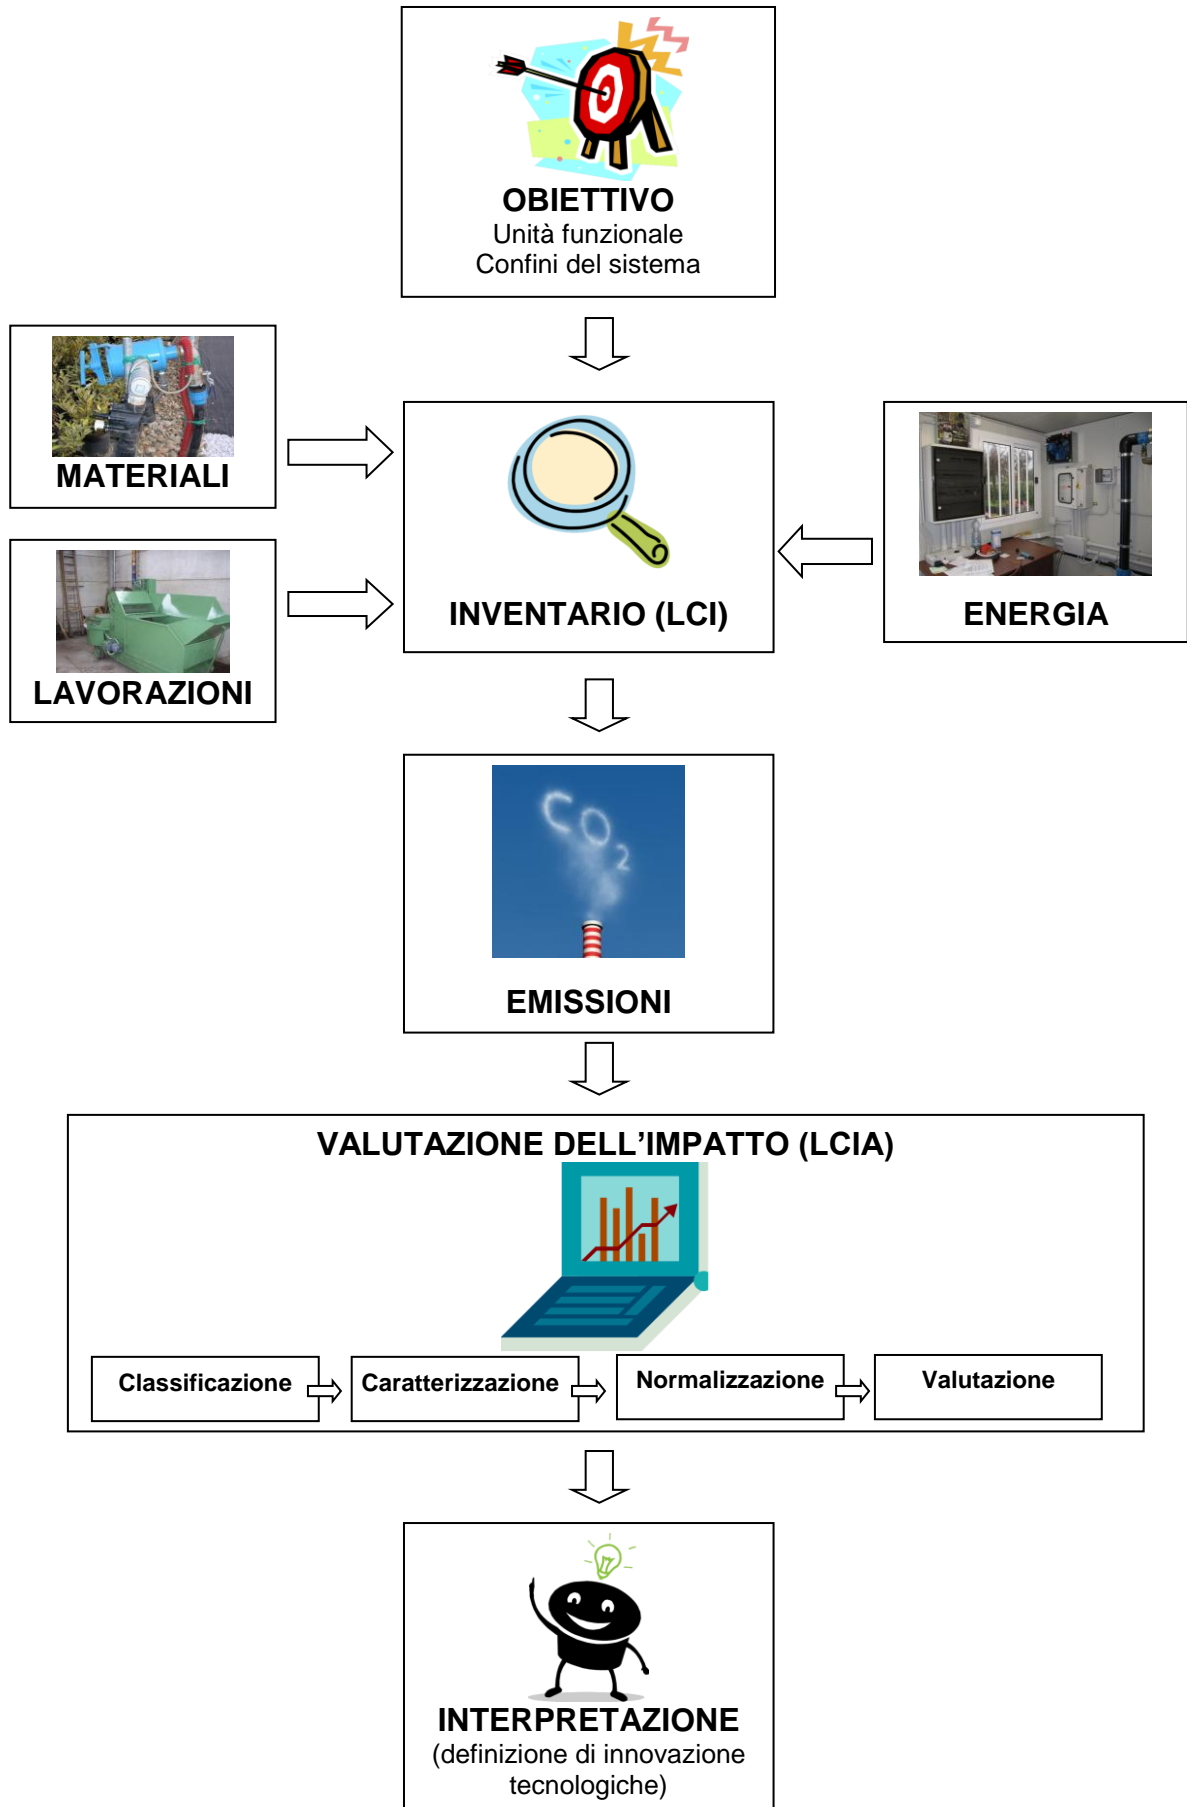 OBIETTIVO
Unità funzionale
Confini del sistema
MATERIALI
LAVORAZIONI
INVENTARIO (LCI)
ENERGIA
CO2
EMISSIONI
VALUTAZIONE DELL’IMPATTO (LCIA)
Classificazione
Caratterizzazione
Normalizzazione
Valutazione
INTERPRETAZIONE
(definizione di innovazione
tecnologiche)